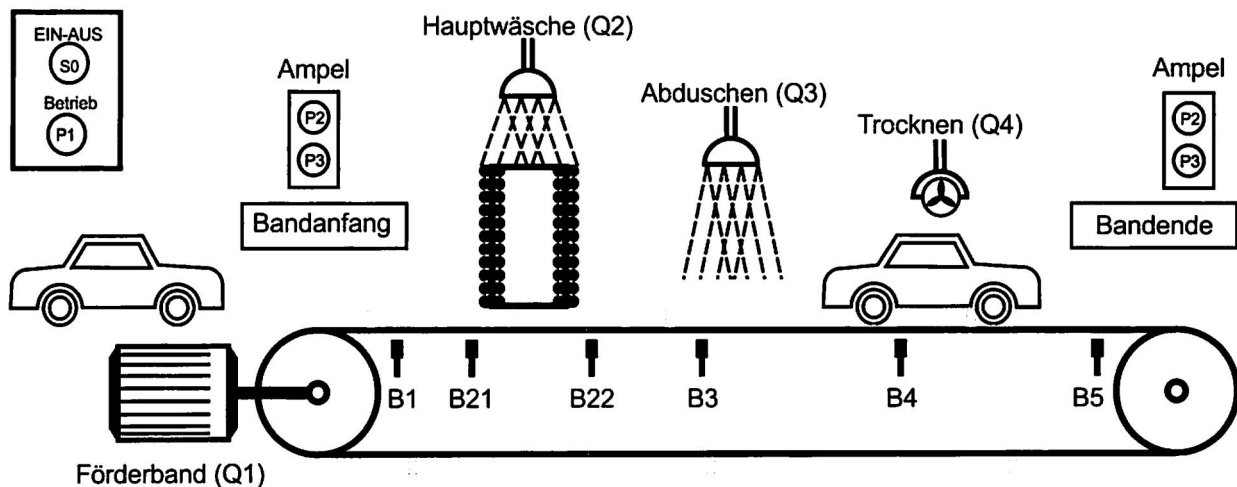 EIN-AUS
S0
Betrieb
P1
Ampel
P2
P3
Bandanfang
Hauptwäsche (Q2)
Abduschen (Q3)
Trocknen (Q4)
Ampel
P2
P3
Bandende
B1
B21
B22
B3
B4
B5
Förderband (Q1)